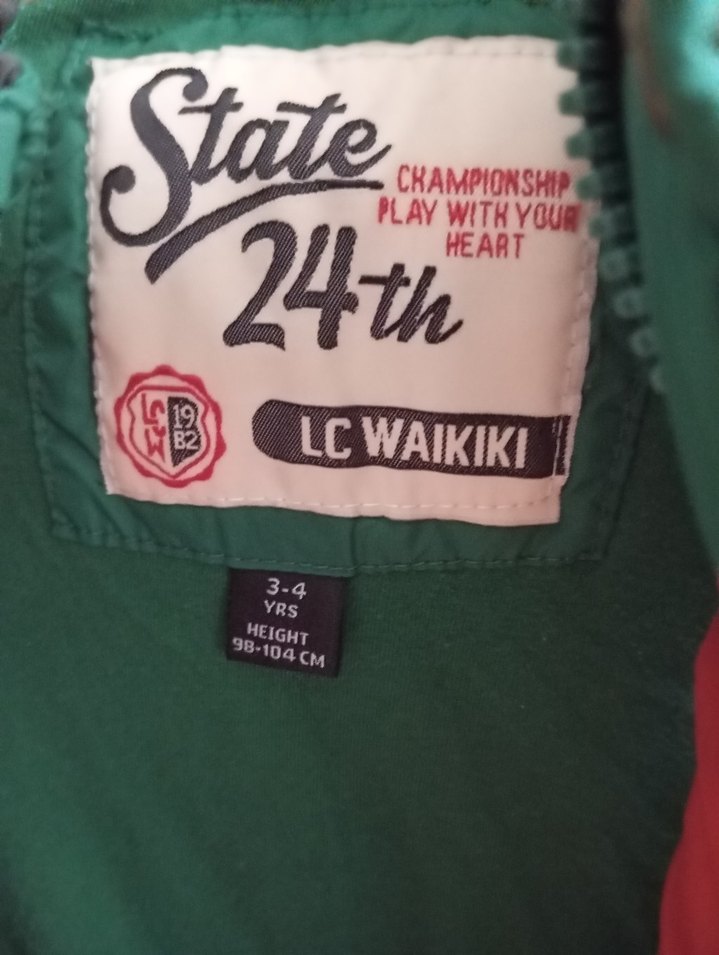 State
CHAMPIONSHIP
PLAY WITH YOUR
HEART
24th
LCW
19
82
LC WAIKIKI
3-4
YRS
HEIGHT
98-104 CM